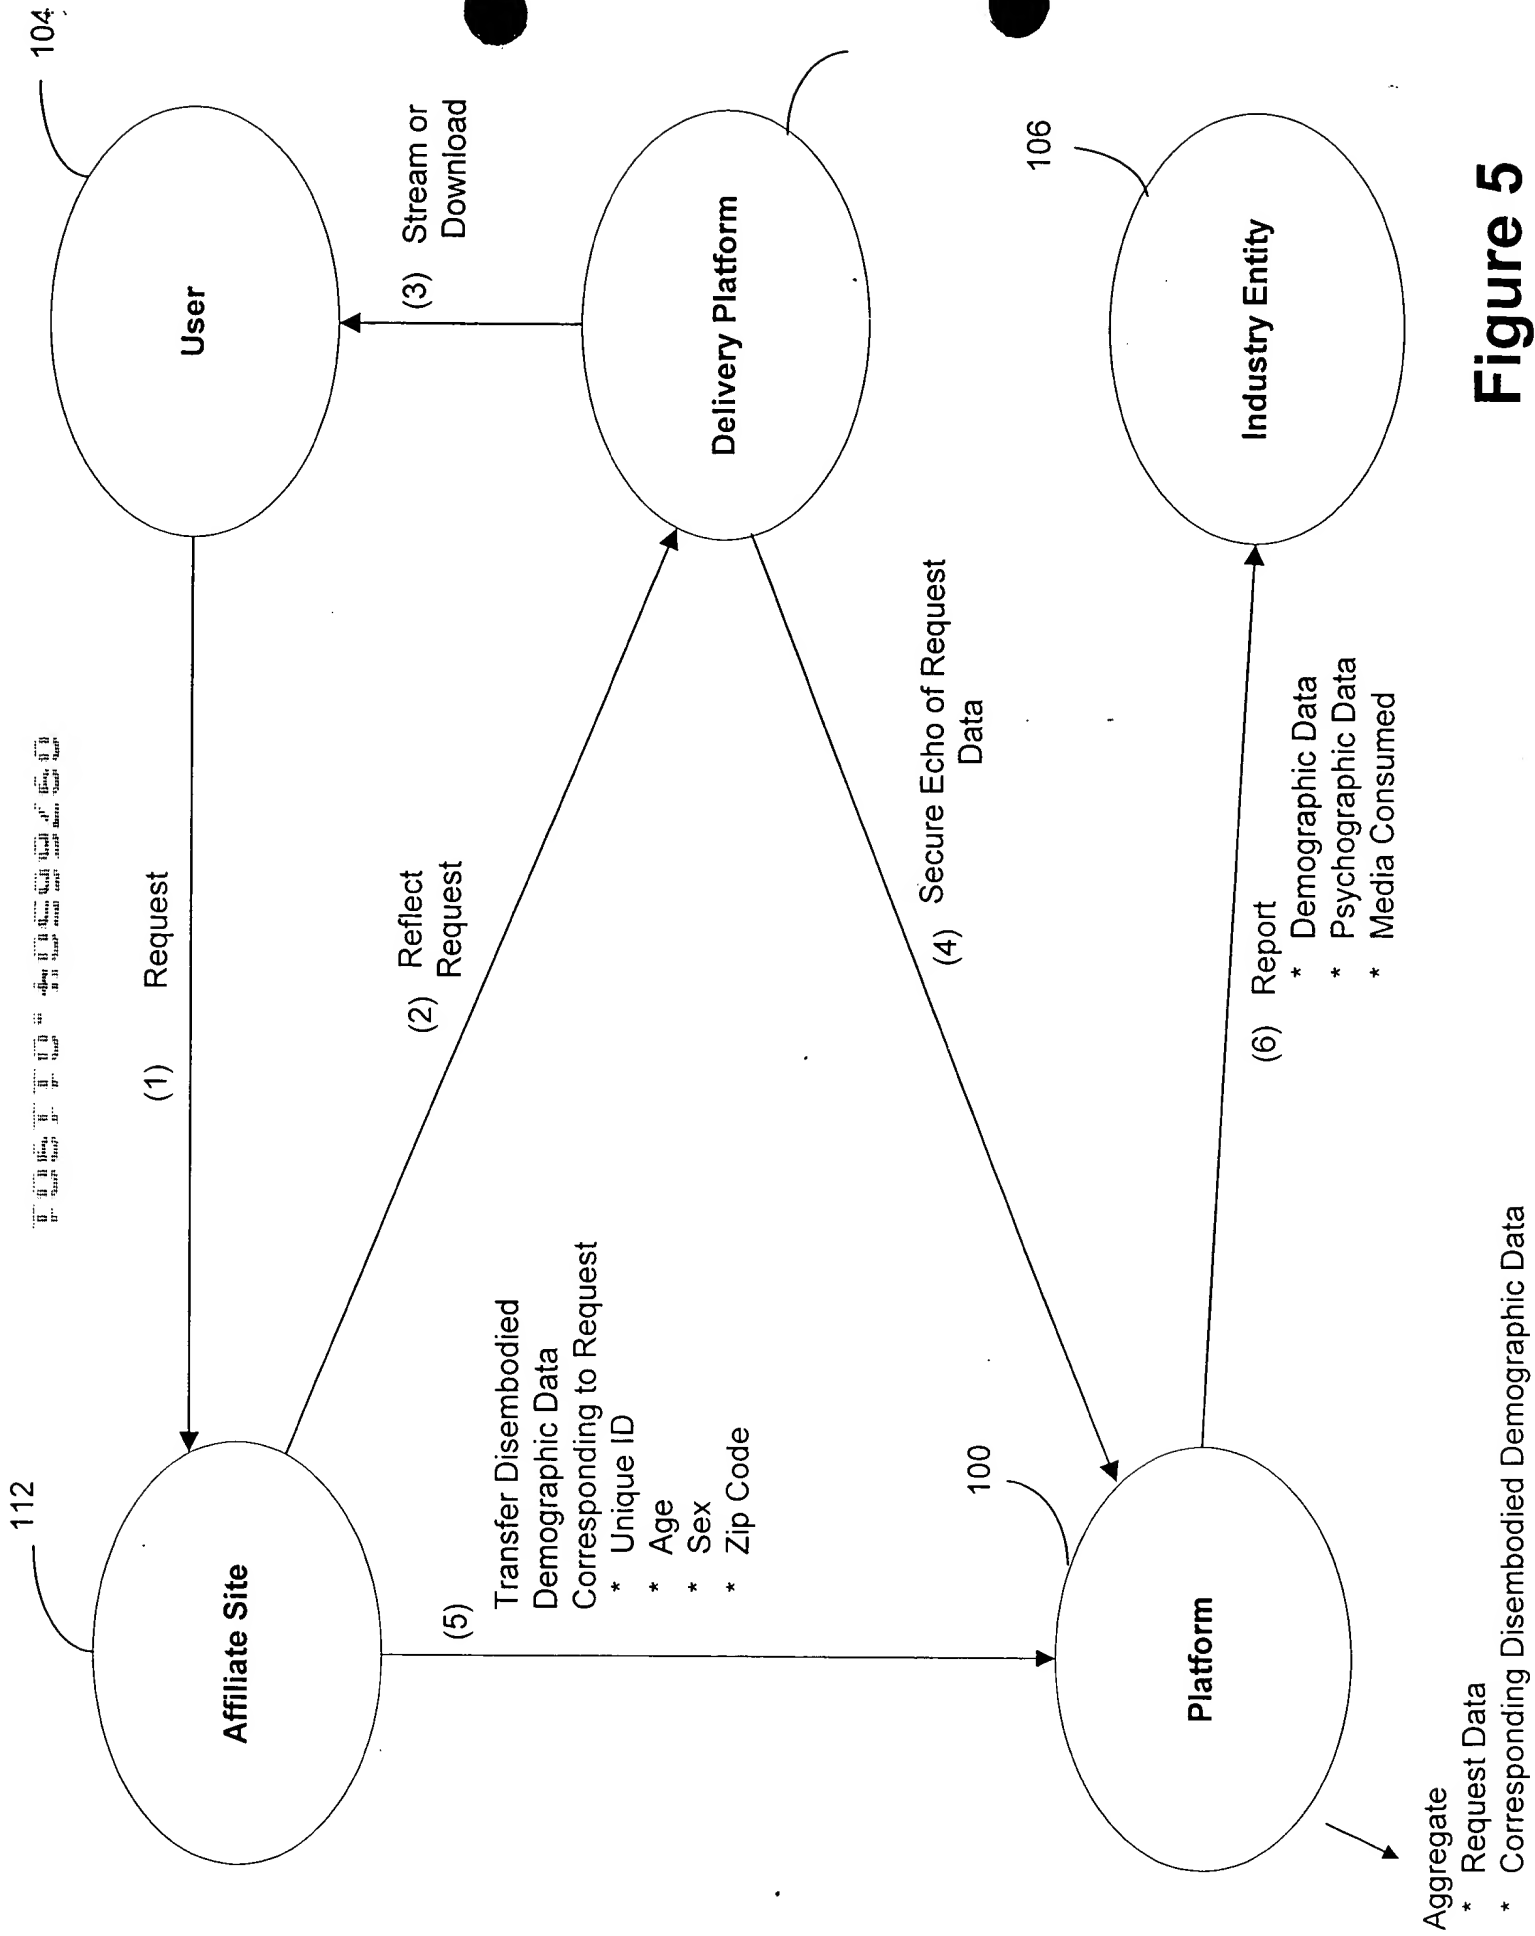 09766504.011901
112
104
(1) Request
Affiliate Site
User
(2) Reflect
Request
(3) Stream or
Download
(5)
Transfer Disembodied
Demographic Data
Corresponding to Request
* Unique ID
* Age
* Sex
* Zip Code
Delivery Platform
(4) Secure Echo of Request
Data
100
106
Platform
Industry Entity
(6) Report
* Demographic Data
* Psychographic Data
* Media Consumed
Aggregate
* Request Data
* Corresponding Disembodied Demographic Data
Figure 5